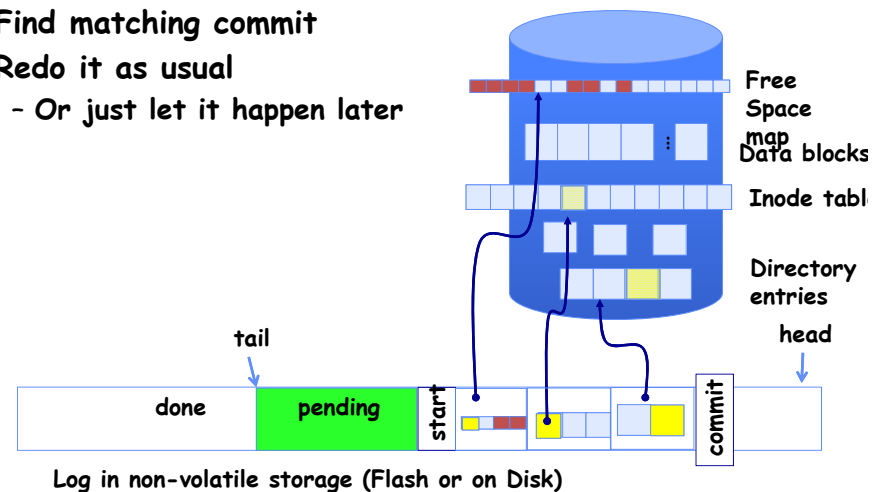 Find matching commit
Redo it as usual
– Or just let it happen later
Free
Space
map
Data blocks
Inode tabl
Directory
entries
tail
head
done
pending
start
commit
Log in non-volatile storage (Flash or on Disk)